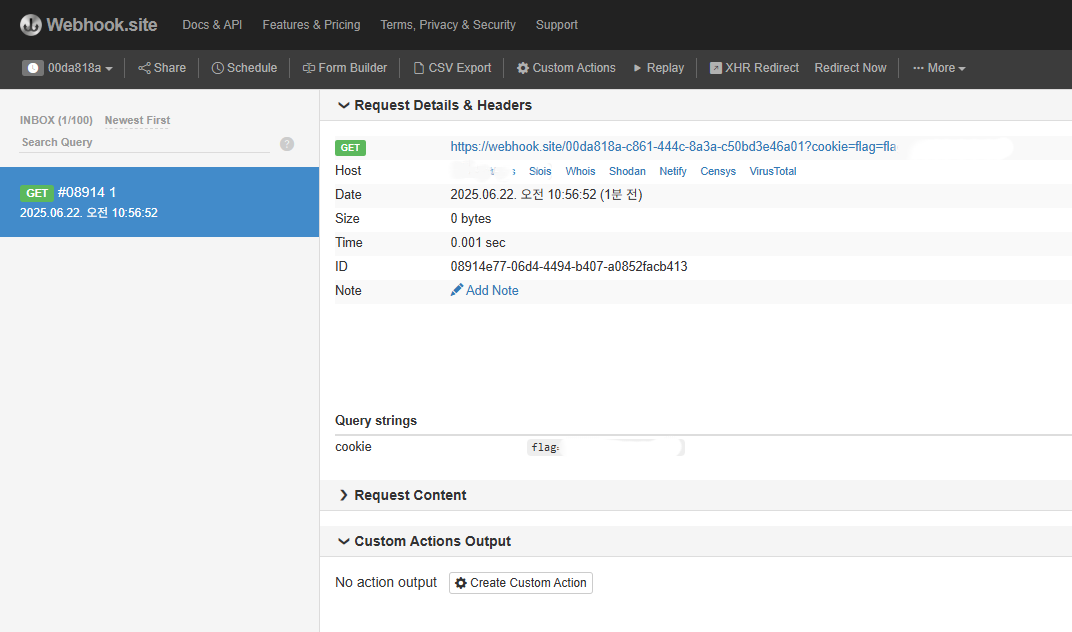 Webhook.site Docs & API Features & Pricing Terms, Privacy & Security Support
00da818a Share Schedule Form Builder CSV Export Custom Actions Replay XHR Redirect Redirect Now ··· More
INBOX (1/100) Newest First
Search Query ?
GET #08914 1
2025.06.22. 오전 10:56:52
Request Details & Headers
GET https://webhook.site/00da818a-c861-444c-8a3a-c50bd3e46a01?cookie=flag=fla
Host Siois Whois Shodan Netify Censys VirusTotal
Date 2025.06.22. 오전 10:56:52 (1분 전)
Size 0 bytes
Time 0.001 sec
ID 08914e77-06d4-4494-b407-a0852facb413
Note Add Note
Query strings
cookie flag=
Request Content
Custom Actions Output
No action output Create Custom Action